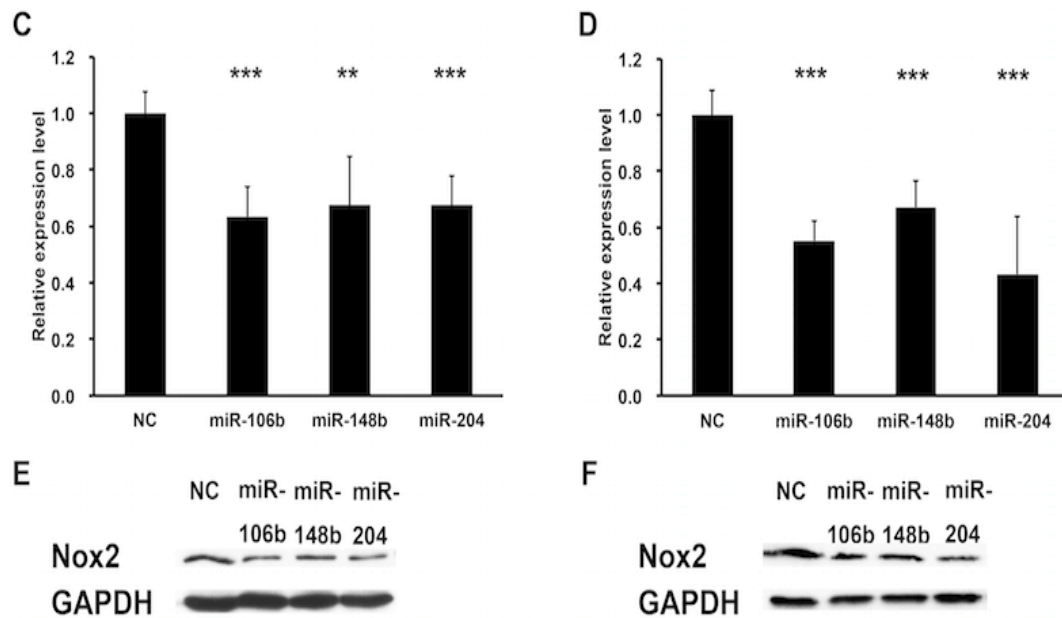 C
1.2
1.0
0.8
0.6
0.4
0.2
0.0
Relative expression level
*** ** ***
NC miR-106b miR-148b miR-204
D
1.2
1.0
0.8
0.6
0.4
0.2
0.0
Relative expression level
*** *** ***
NC miR-106b miR-148b miR-204
E
NC miR- miR- miR-
106b 148b 204
Nox2
GAPDH
F
NC miR- miR- miR-
106b 148b 204
Nox2
GAPDH